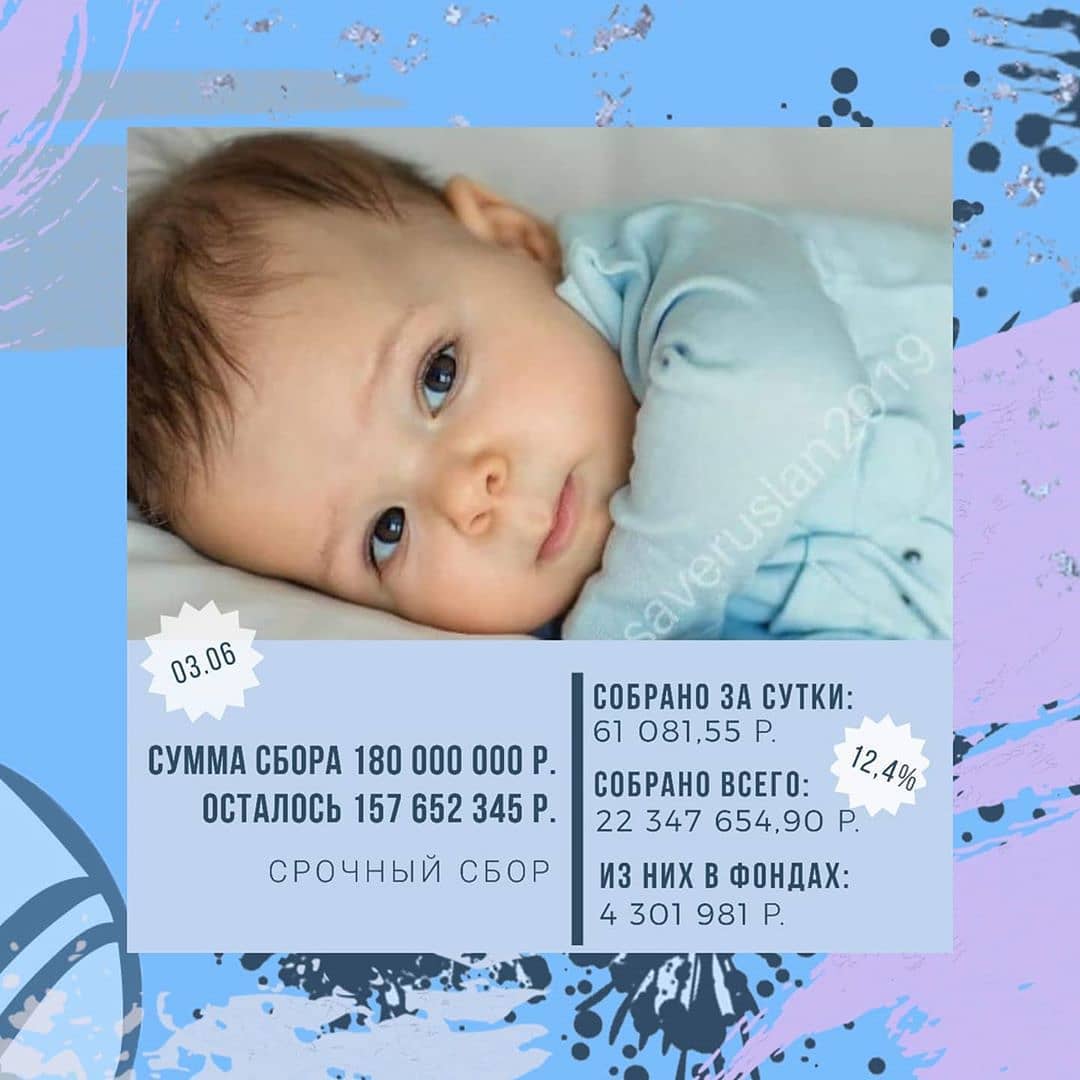 saveruslan2019
03.06
СУММА СБОРА 180 000 000 Р.
ОСТАЛОСЬ 157 652 345 Р.
СРОЧНЫЙ СБОР
СОБРАНО ЗА СУТКИ:
61 081,55 Р.
12,4%
СОБРАНО ВСЕГО:
22 347 654,90 Р.
ИЗ НИХ В ФОНДАХ:
4 301 981 Р.